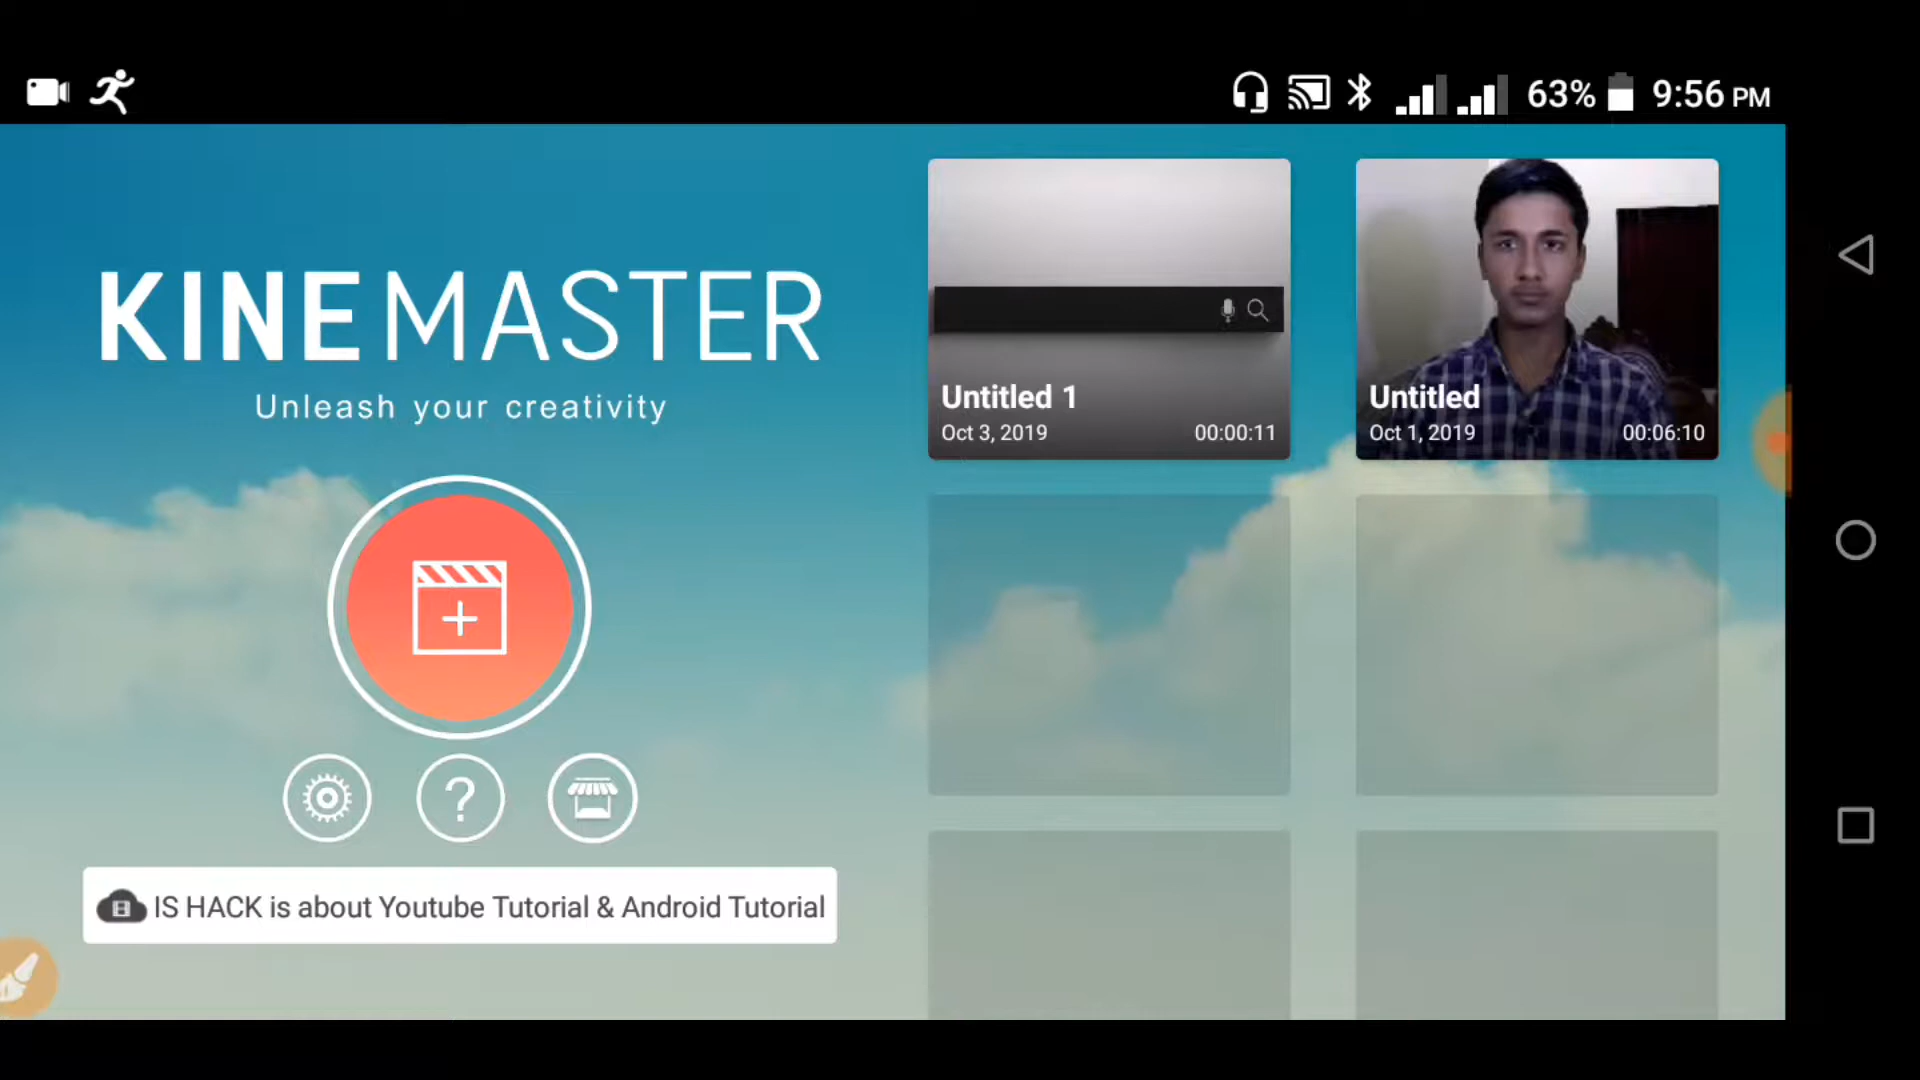 63% 9:56 PM
KINEMASTER
Unleash your creativity
Untitled 1
Oct 3, 2019 00:00:11
Untitled
Oct 1, 2019 00:06:10
?
IS HACK is about Youtube Tutorial & Android Tutorial